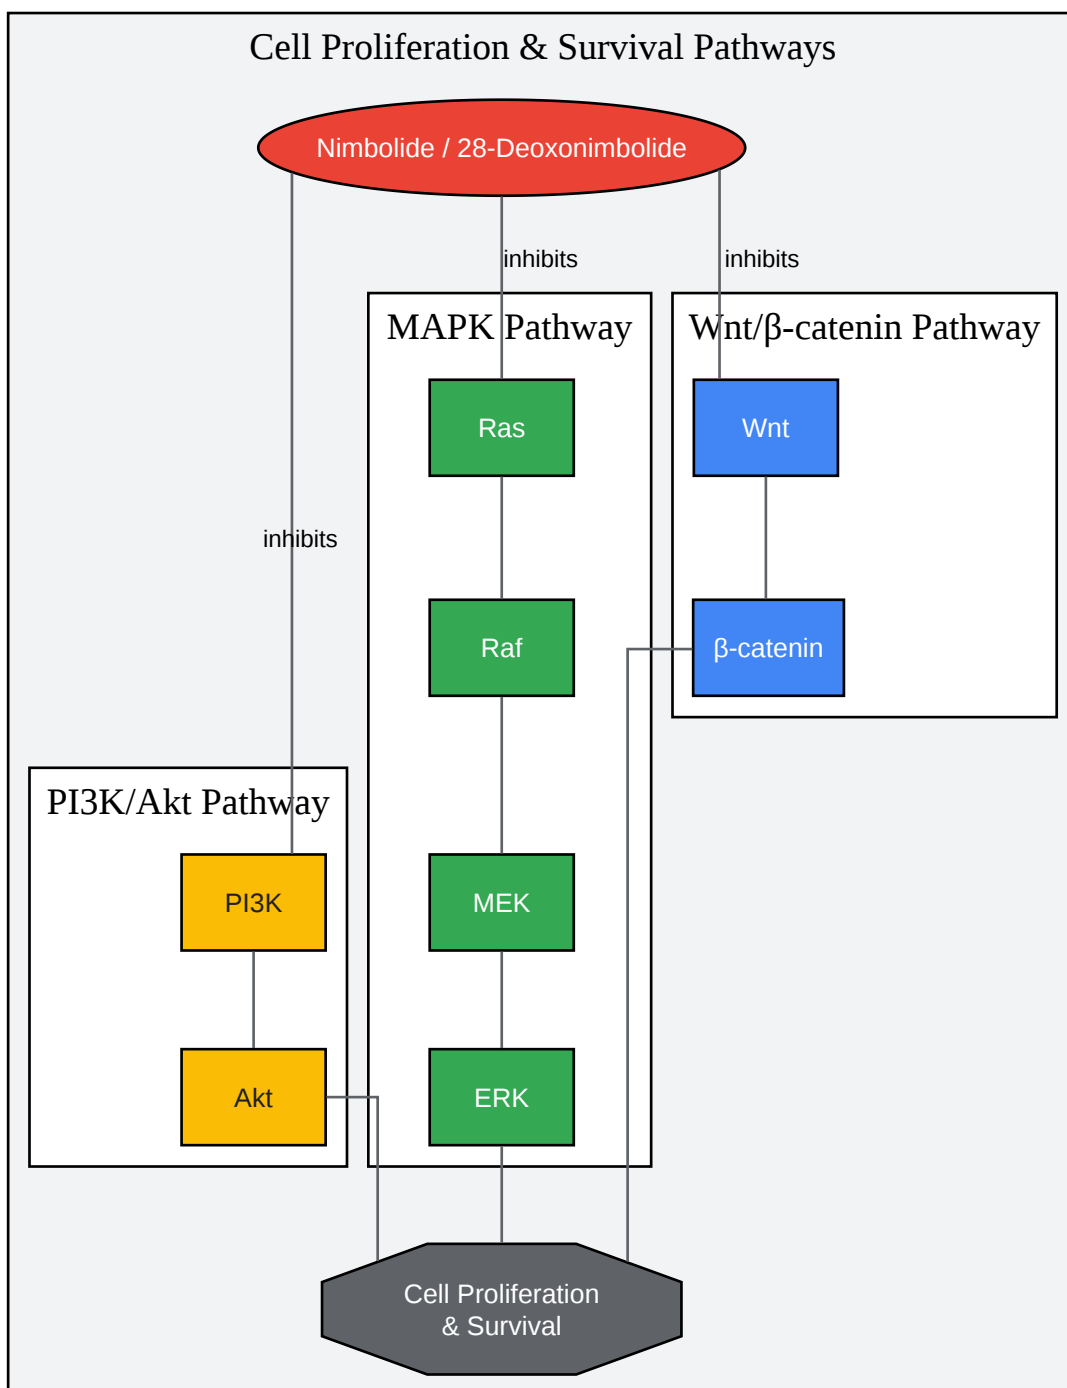 Cell Proliferation & Survival Pathways
Nimbolide / 28-Deoxonimbolide
inhibits
inhibits
MAPK Pathway
Wnt/β-catenin Pathway
Ras
Wnt
inhibits
Raf
β-catenin
PI3K/Akt Pathway
PI3K
MEK
Akt
ERK
Cell Proliferation
& Survival